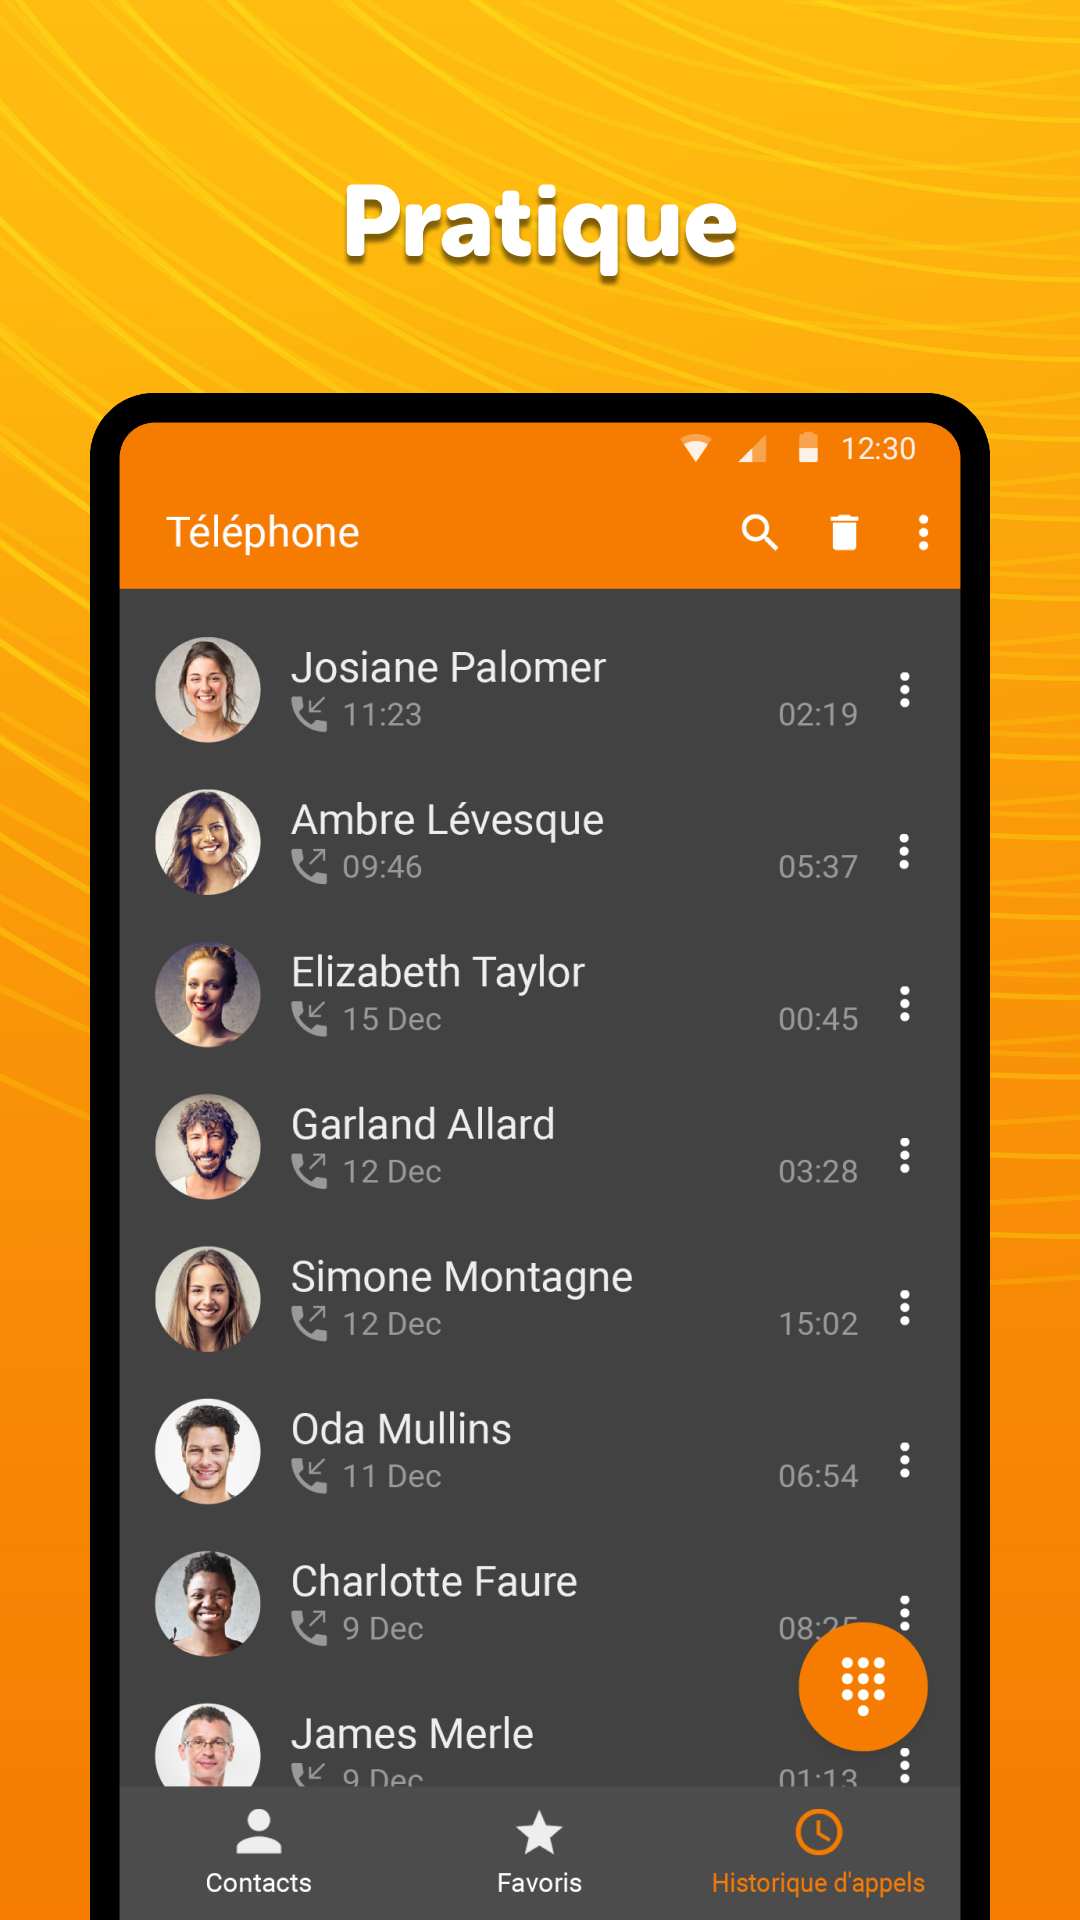 Pratique
12:30
Téléphone
Josiane Palomer
11:23 02:19
Ambre Lévesque
09:46 05:37
Elizabeth Taylor
15 Dec 00:45
Garland Allard
12 Dec 03:28
Simone Montagne
12 Dec 15:02
Oda Mullins
11 Dec 06:54
Charlotte Faure
9 Dec 08:25
James Merle
9 Dec 01:13
Contacts Favoris Historique d'appels